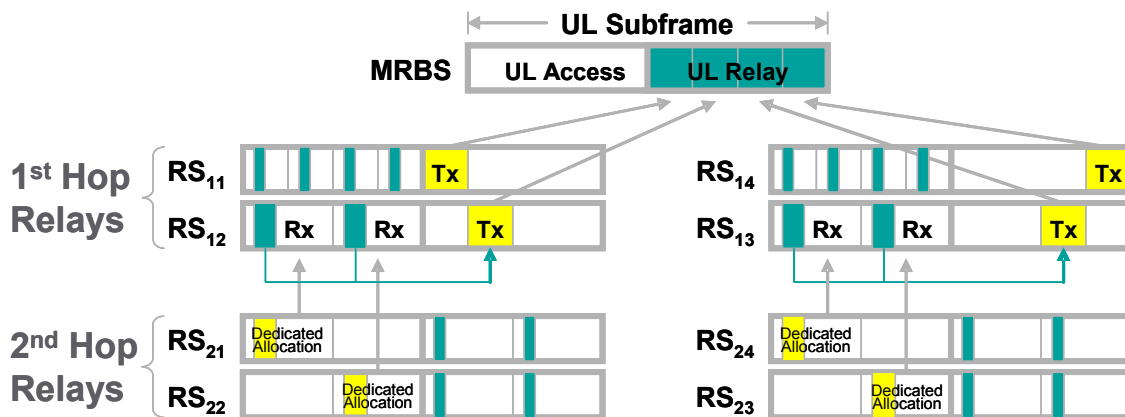 UL Subframe
MRBS
UL Access
UL Relay
1st Hop
Relays
RS11
Tx
RS12
Rx
Rx
Tx
RS14
Tx
RS13
Rx
Rx
Tx
2nd Hop
Relays
RS21
Dedicated
Allocation
RS22
Dedicated
Allocation
RS24
Dedicated
Allocation
RS23
Dedicated
Allocation